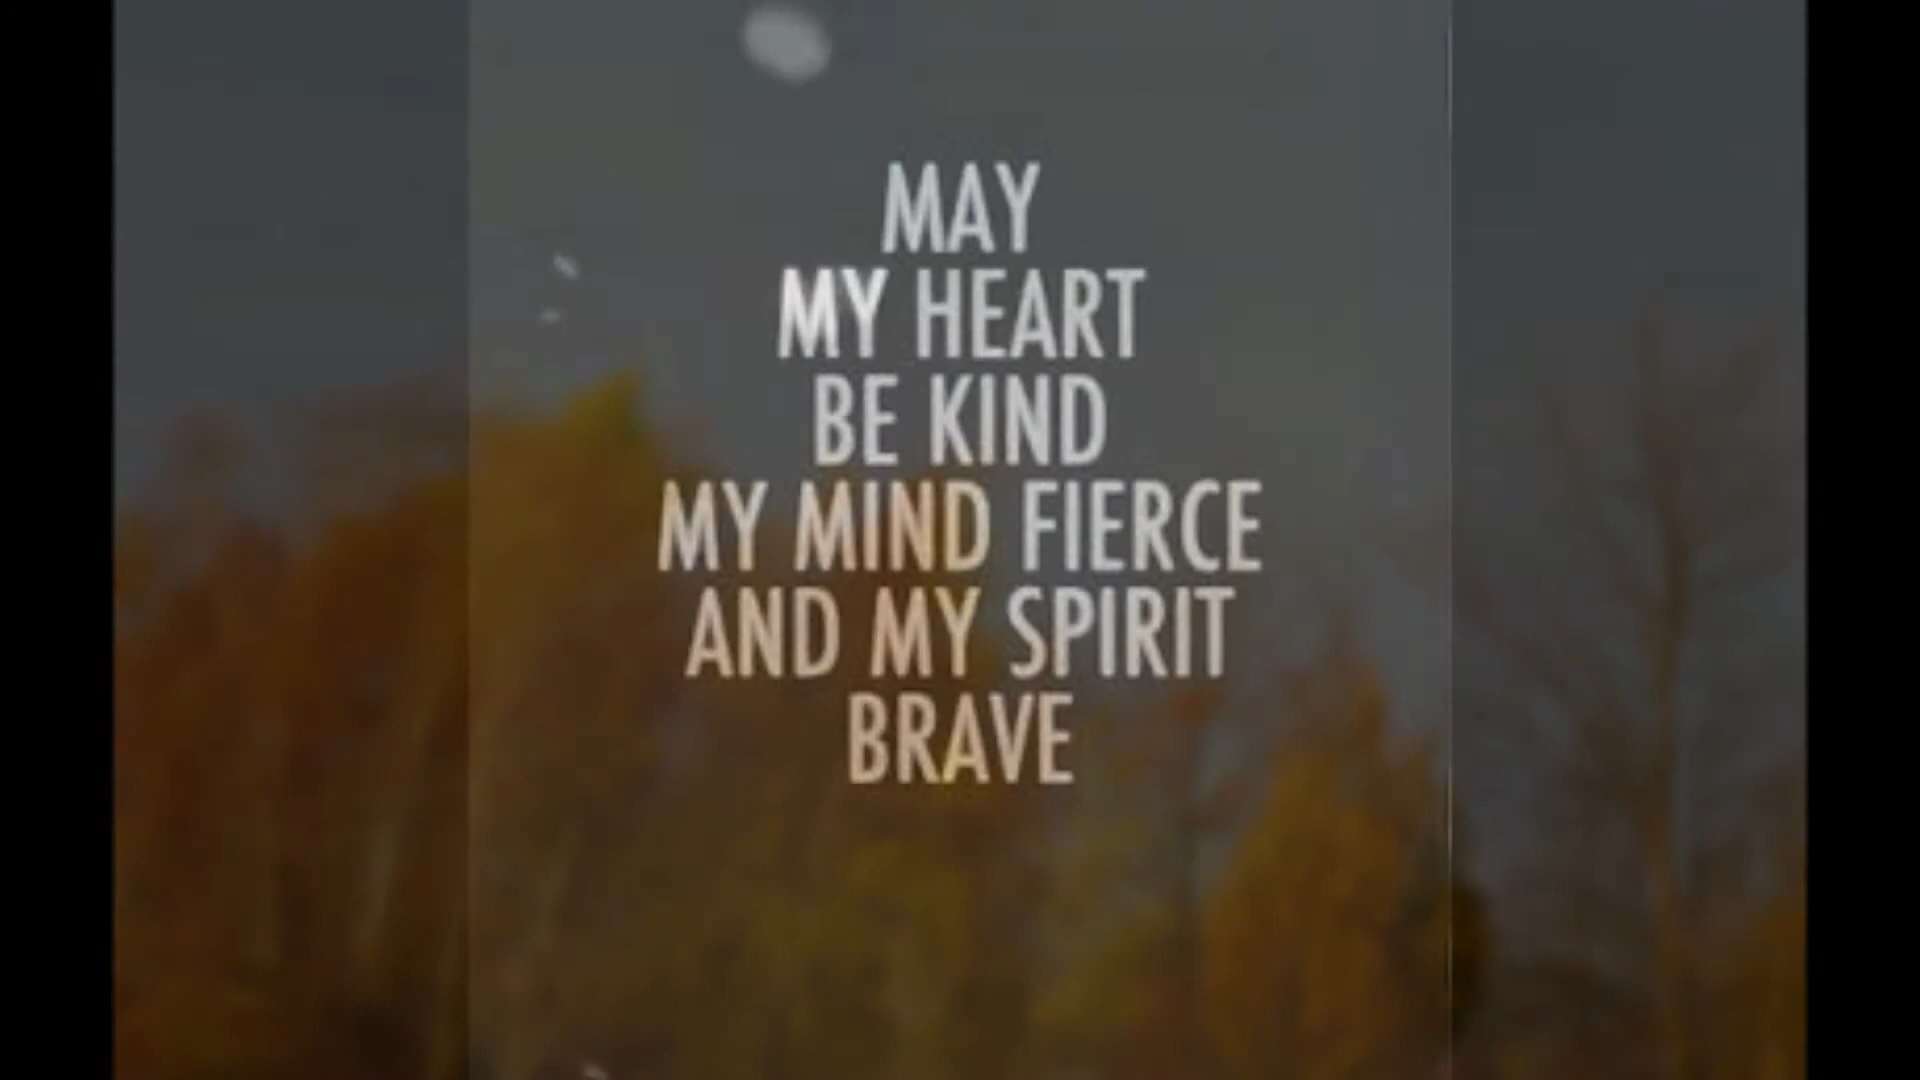 MAY
MY HEART
BE KIND
MY MIND FIERCE
AND MY SPIRIT
BRAVE